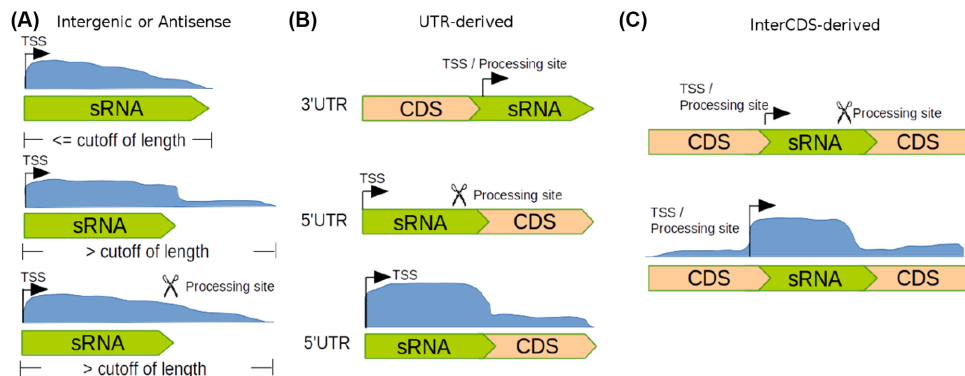 (A) Intergenic or Antisense
TSS
sRNA
<= cutoff of length
TSS
sRNA
> cutoff of length
TSS
Processing site
sRNA
> cutoff of length
(B) UTR-derived
TSS / Processing site
3'UTR CDS sRNA
TSS
Processing site
5'UTR sRNA CDS
TSS
5'UTR sRNA CDS
(C) InterCDS-derived
TSS /
Processing site
Processing site
CDS sRNA CDS
TSS /
Processing site
CDS sRNA CDS